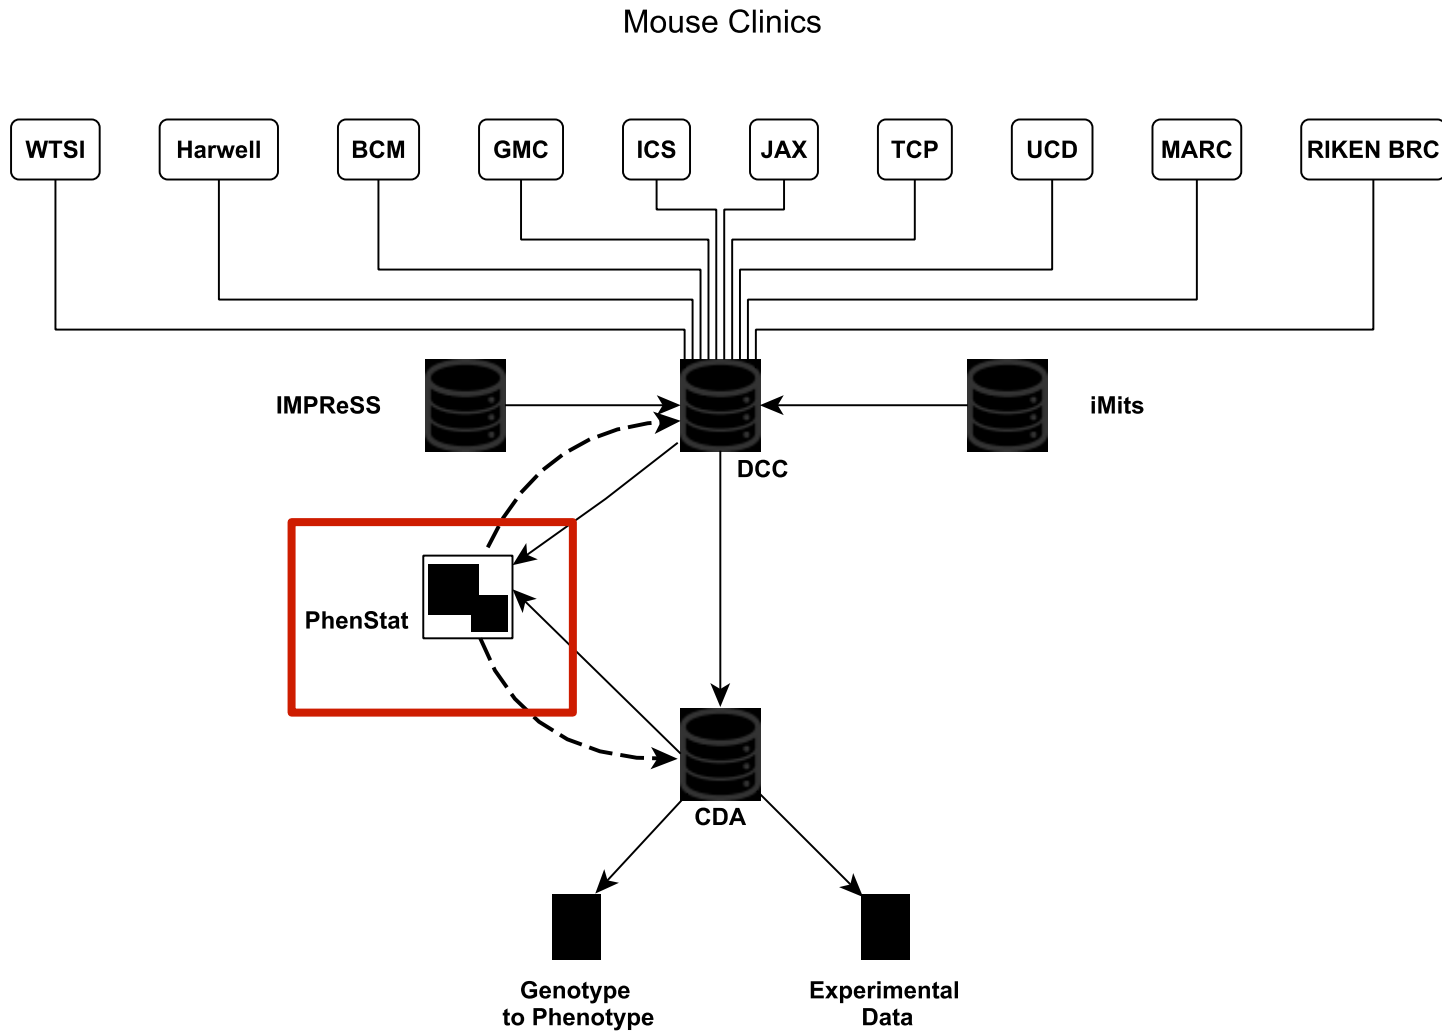 Mouse Clinics
WTSI
Harwell
BCM
GMC
ICS
JAX
TCP
UCD
MARC
RIKEN BRC
IMPReSS
iMits
DCC
PhenStat
CDA
Genotype
to Phenotype
Experimental
Data